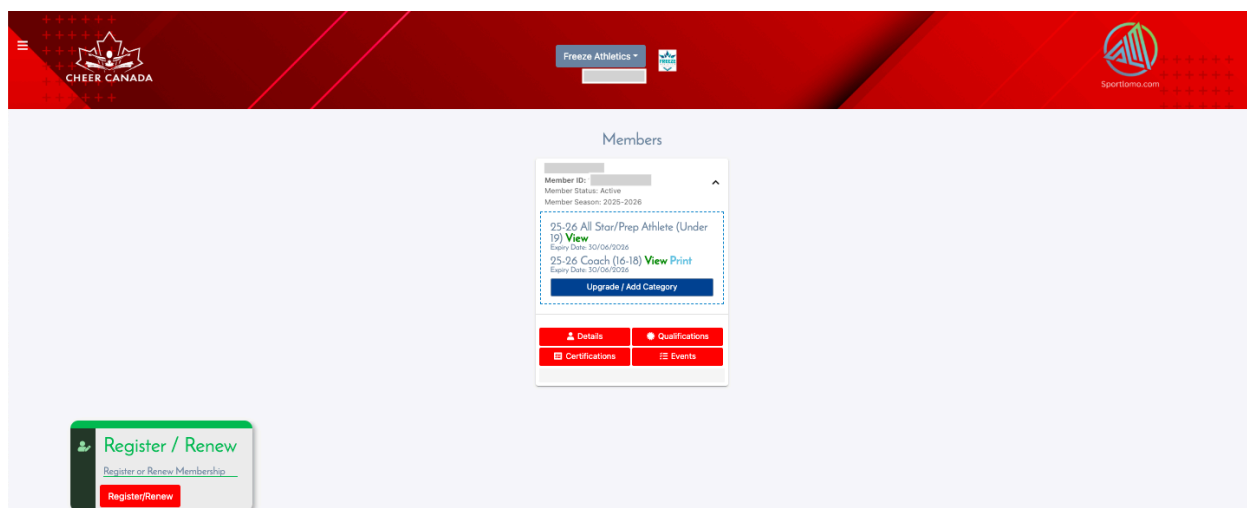 CHEER CANADA
Freeze Athletics
FREEZE
Sportlomo.com
Members
Member ID:
Member Status: Active
Member Season: 2025-2026
25-26 All Star/Prep Athlete (Under
19) View
Expiry Date: 30/06/2026
25-26 Coach (16-18) View Print
Expiry Date: 30/06/2026
Upgrade / Add Category
Details
Qualifications
Certifications
Events
Register / Renew
Register or Renew Membership
Register/Renew